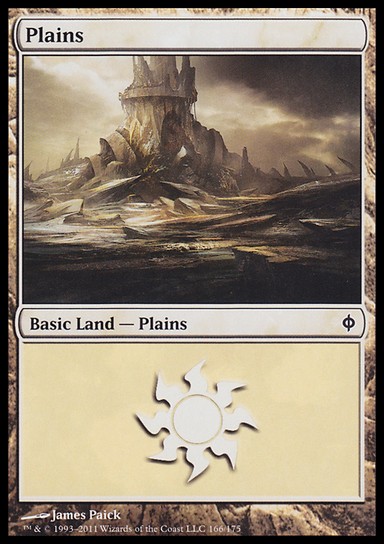 Plains
Basic Land — Plains
James Paick
™ & © 1993–2011 Wizards of the Coast LLC 166/175